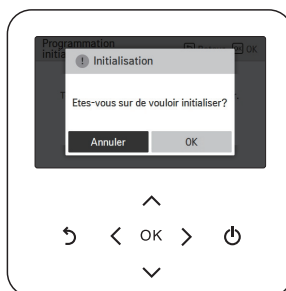 Programmation
OK
initia
! Initialisation
Etes-vous sur de vouloir initialiser?
Annuler OK
OK